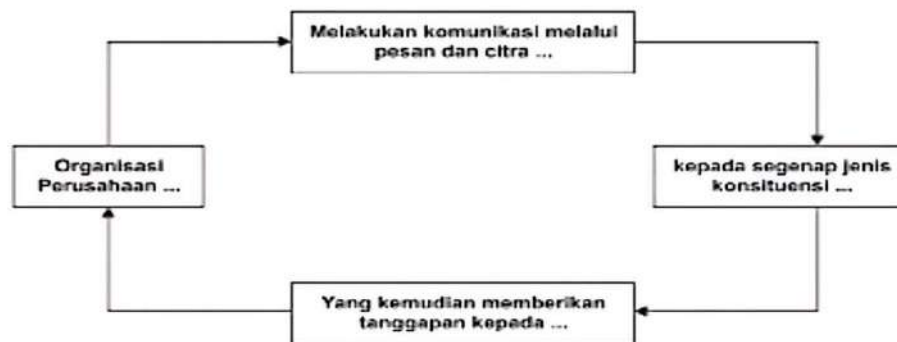 Melakukan komunikasi melalui
pesan dan citra ...
Organisasi
Perusahaan ...
kepada segenap jenis
konsituensi ...
Yang kemudian memberikan
tanggapan kepada ...